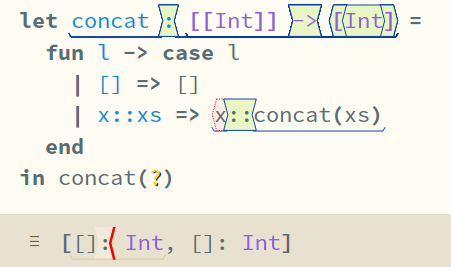 let concat : [[Int]] -> [Int] =
fun l -> case l
| [] => []
| x::xs => x::concat(xs)
end
in concat(?)
≡ [[]: Int, []: Int]